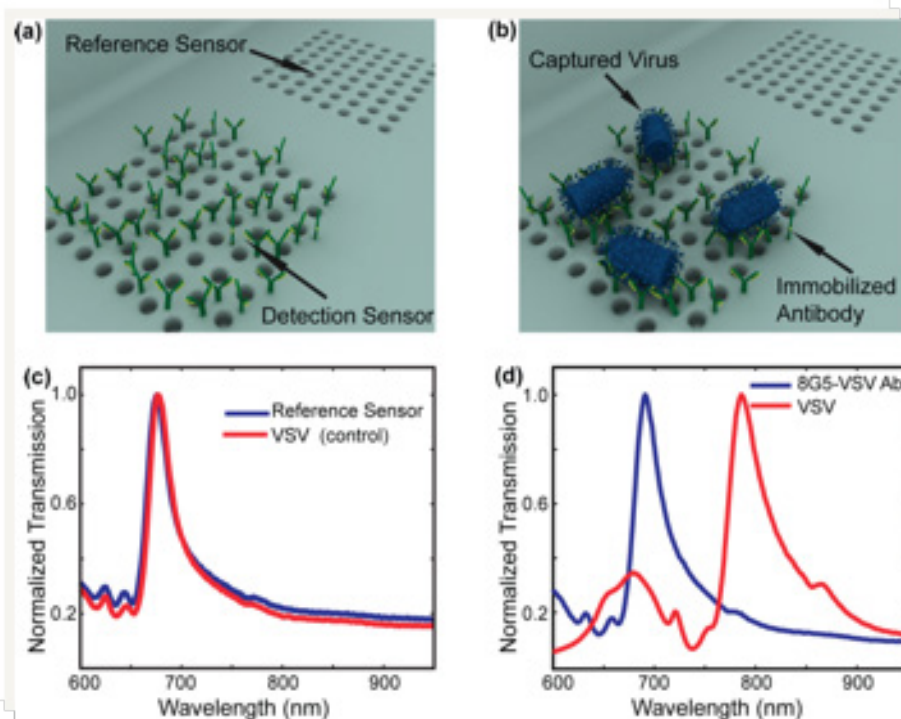 (a)
Reference Sensor
Detection Sensor
(b)
Captured Virus
Immobilized
Antibody
(c)
Normalized Transmission
1.0
0.6
0.2
Reference Sensor
VSV (control)
600
700
800
900
Wavelength (nm)
(d)
Normalized Transmission
1.0
0.6
0.2
8G5-VSV Ab
VSV
600
700
800
900
Wavelength (nm)